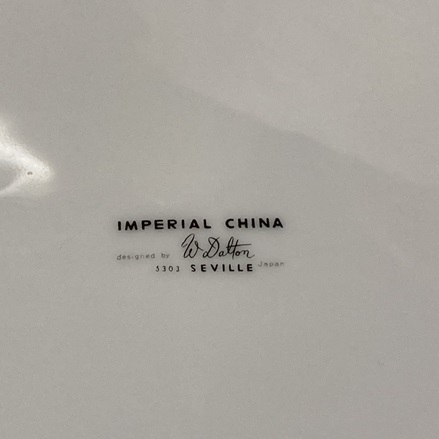 IMPERIAL CHINA
designed by W Dalton
5303 SEVILLE Japan